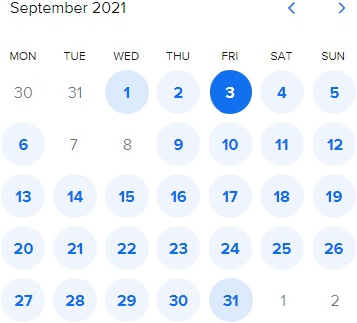 September 2021
MON TUE WED THU FRI SAT SUN
30 31 1 2 3 4 5
6 7 8 9 10 11 12
13 14 15 16 17 18 19
20 21 22 23 24 25 26
27 28 29 30 31 1 2